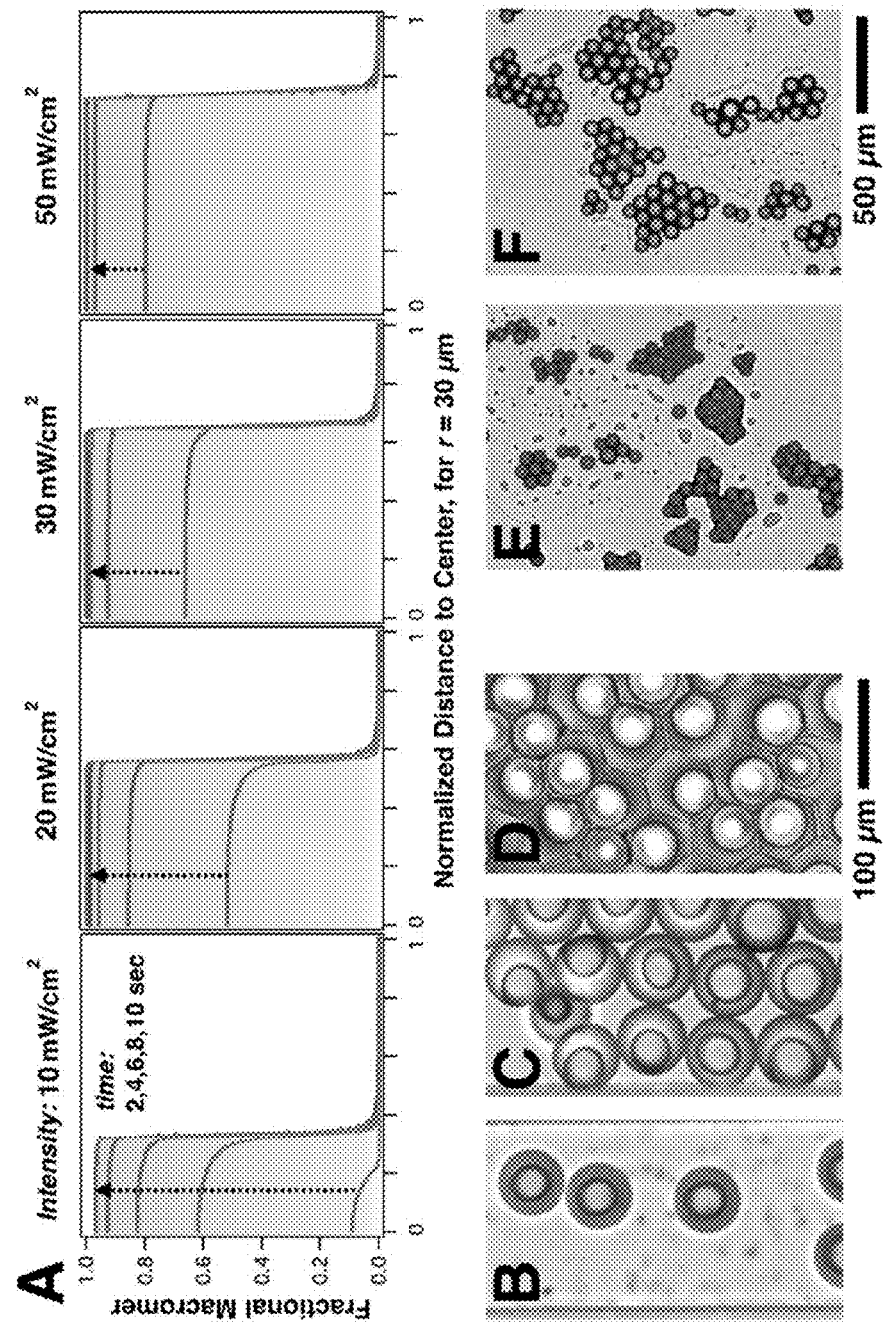 A
Intensity: 10 mW/cm²
20 mW/cm²
30 mW/cm²
50 mW/cm²
time:
2,4,6,8,10 sec
Fractional Macromer
1.0
0.8
0.6
0.4
0.2
0.0
0
1 0
1 0
1 0
1
Normalized Distance to Center, for r = 30 μm
B
C
D
E
F
100 μm
500 μm